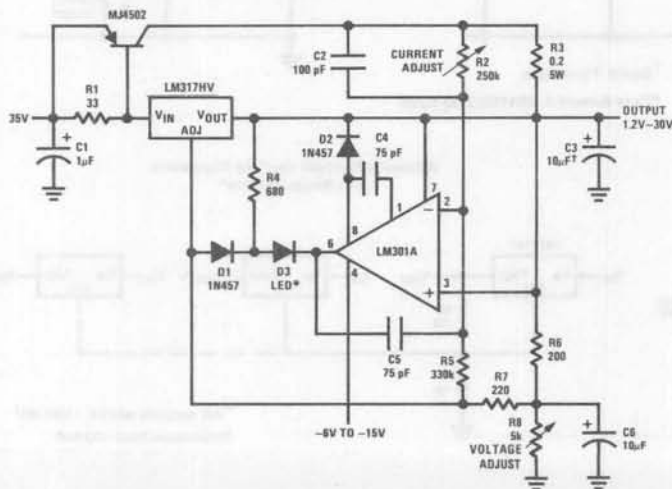 MJ4502
C2
100 pF
CURRENT
ADJUST
R2
250k
R3
0.2
5W
R1
33
LM317HV
35V
VIN
VOUT
ADJ
OUTPUT
1.2V–30V
C1
1μF
+
D2
1N457
C4
75 pF
C3
10μF†
+
R4
680
7
1
2
−
8
6
LM301A
4
3
+
D1
1N457
D3
LED*
C5
75 pF
R5
330k
R6
200
R7
220
R8
5k
VOLTAGE
ADJUST
+
C6
10μF
−6V TO −15V